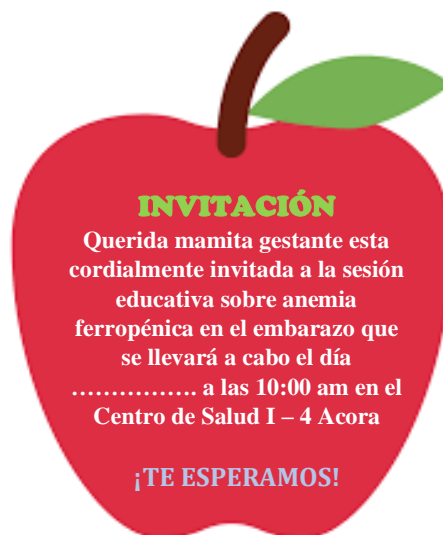 INVITACIÓN
Querida mamita gestante esta
cordialmente invitada a la sesión
educativa sobre anemia
ferropénica en el embarazo que
se llevará a cabo el día
……………. a las 10:00 am en el
Centro de Salud I – 4 Acora
¡TE ESPERAMOS!